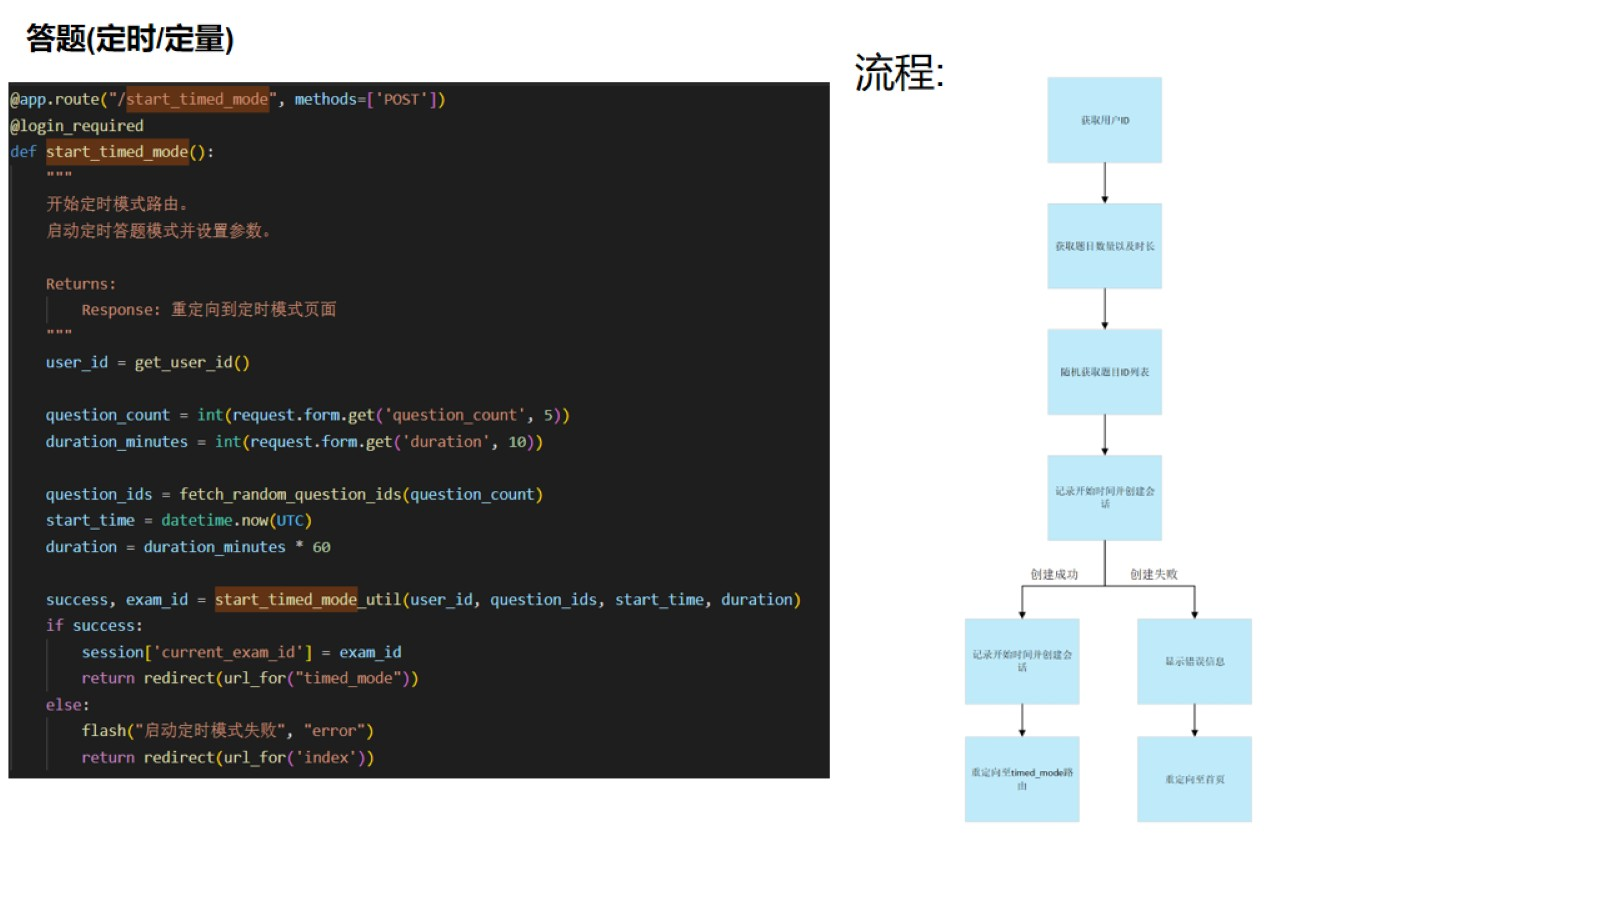 答题(定时/定量)
@app.route("/start_timed_mode", methods=['POST'])
@login_required
def start_timed_mode():
"""
开始定时模式路由。
启动定时答题模式并设置参数。
Returns:
Response: 重定向到定时模式页面
"""
user_id = get_user_id()
question_count = int(request.form.get('question_count', 5))
duration_minutes = int(request.form.get('duration', 10))
question_ids = fetch_random_question_ids(question_count)
start_time = datetime.now(UTC)
duration = duration_minutes * 60
success, exam_id = start_timed_mode_util(user_id, question_ids, start_time, duration)
if success:
session['current_exam_id'] = exam_id
return redirect(url_for("timed_mode"))
else:
flash("启动定时模式失败", "error")
return redirect(url_for('index'))
流程:
获取用户ID
获取题目数量以及时长
随机获取题目ID列表
记录开始时间并创建会
话
创建成功
创建失败
记录开始时间并创建会
话
显示错误信息
重定向至timed_mode路
由
重定向至首页